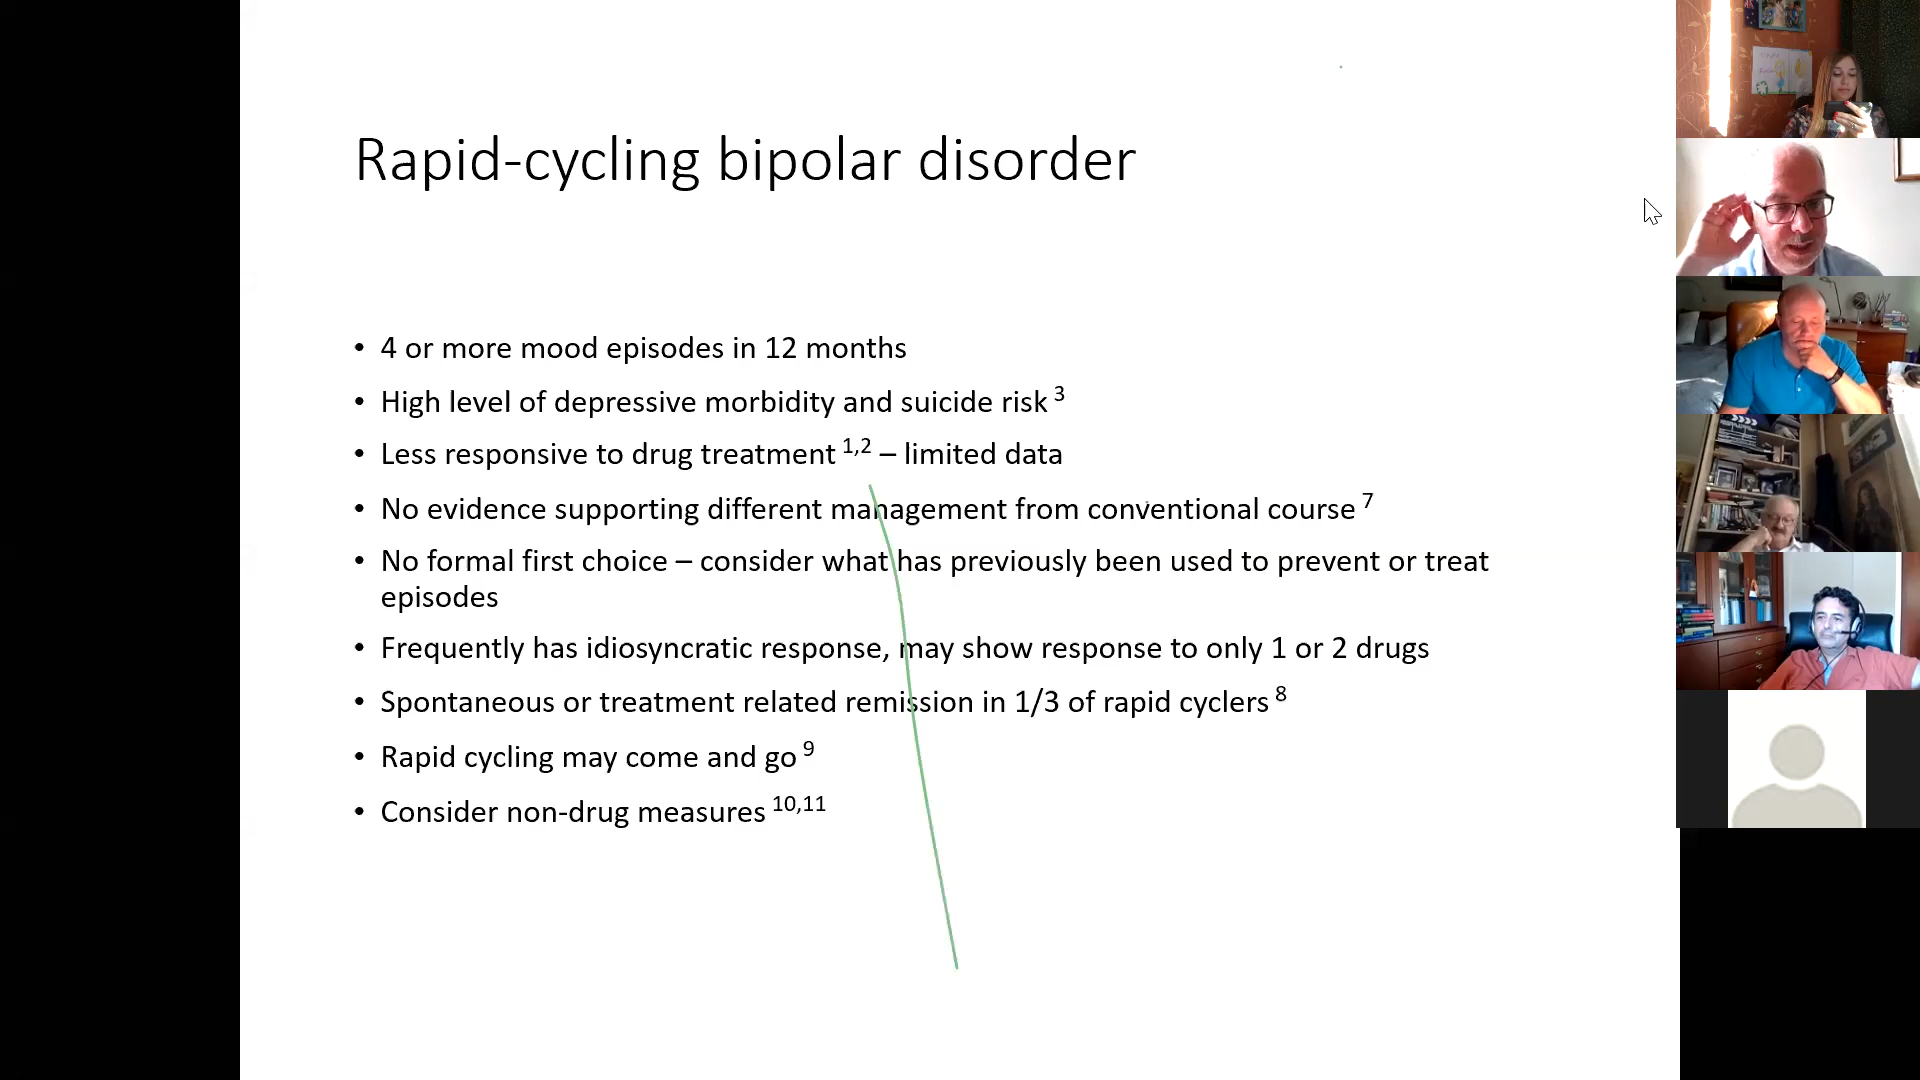 Rapid-cycling bipolar disorder
• 4 or more mood episodes in 12 months
• High level of depressive morbidity and suicide risk 3
• Less responsive to drug treatment 1,2 – limited data
• No evidence supporting different management from conventional course 7
• No formal first choice – consider what has previously been used to prevent or treat
episodes
• Frequently has idiosyncratic response, may show response to only 1 or 2 drugs
• Spontaneous or treatment related remission in 1/3 of rapid cyclers 8
• Rapid cycling may come and go 9
• Consider non-drug measures 10,11